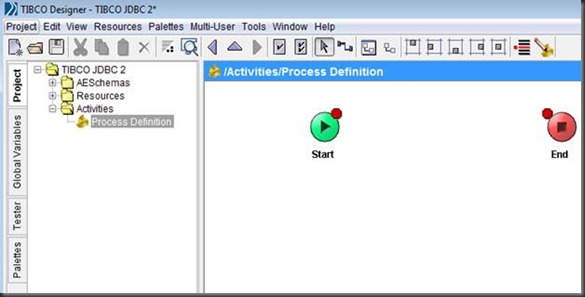 TIBCO Designer - TIBCO JDBC 2*
Project Edit View Resources Palettes Multi-User Tools Window Help
Project
Global Variables
Tester
Palettes
TIBCO JDBC 2
AESchemas
Resources
Activities
Process Definition
/Activities/Process Definition
Start
End